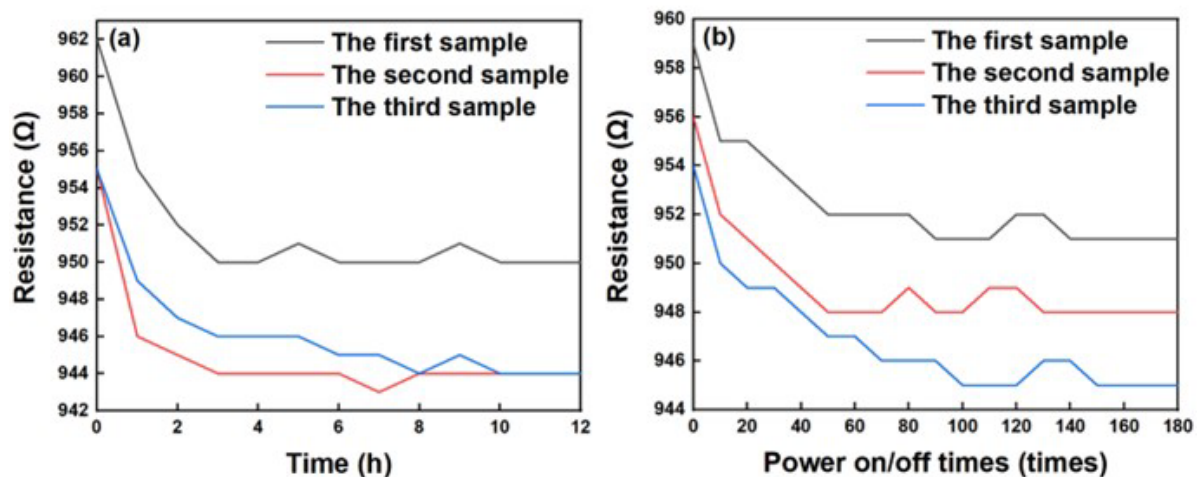 (a)
The first sample
The second sample
The third sample
Resistance (Ω)
962
960
958
956
954
952
950
948
946
944
942
0 2 4 6 8 10 12
Time (h)
(b)
The first sample
The second sample
The third sample
Resistance (Ω)
960
958
956
954
952
950
948
946
944
0 20 40 60 80 100 120 140 160 180
Power on/off times (times)